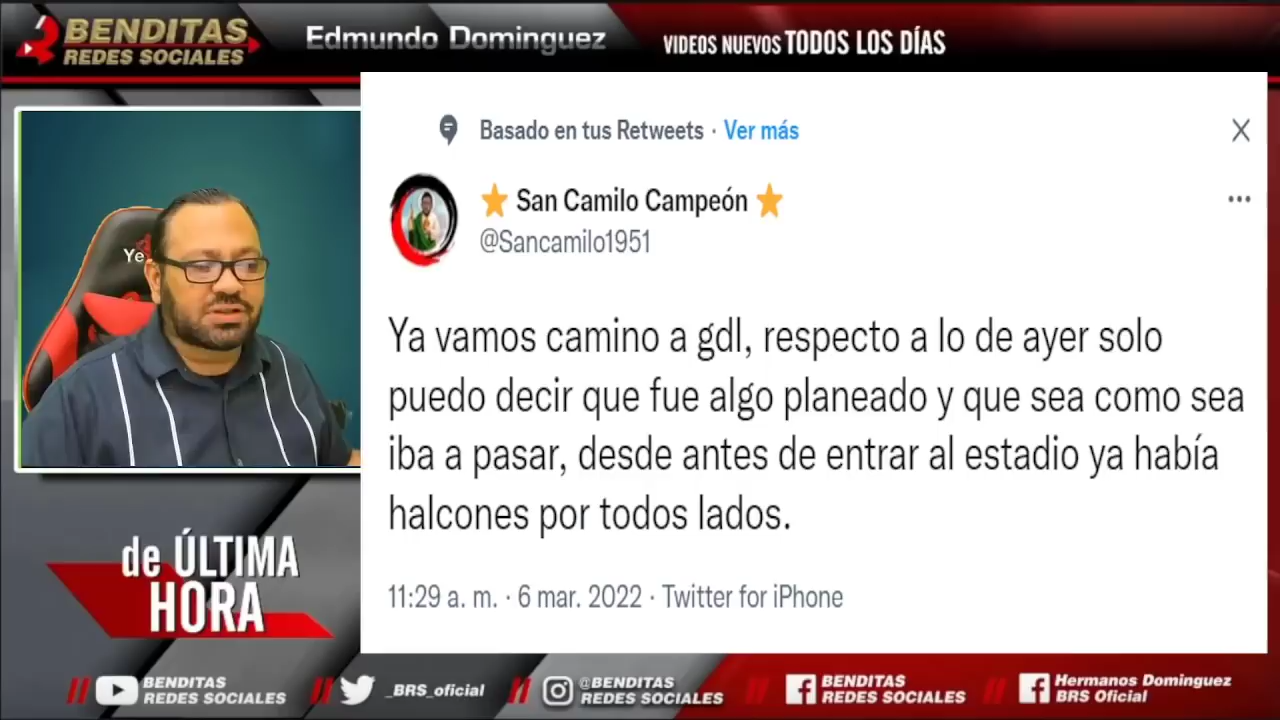 BENDITAS
REDES SOCIALES
Edmundo Dominguez
VIDEOS NUEVOS TODOS LOS DÍAS
Basado en tus Retweets · Ver más
San Camilo Campeón
@Sancamilo1951
Ye
Ya vamos camino a gdl, respecto a lo de ayer solo
puedo decir que fue algo planeado y que sea como sea
iba a pasar, desde antes de entrar al estadio ya había
halcones por todos lados.
11:29 a. m. · 6 mar. 2022 · Twitter for iPhone
de ÚLTIMA
HORA
BENDITAS
REDES SOCIALES
_BRS_oficial
@BENDITAS
REDES SOCIALES
BENDITAS
REDES SOCIALES
Hermanos Dominguez
BRS Oficial